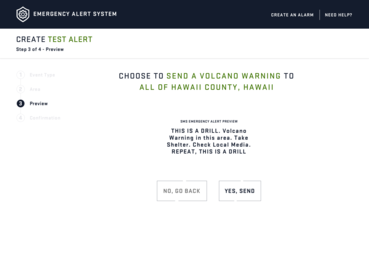 EMERGENCY ALERT SYSTEM
CREATE AN ALARM
NEED HELP?
CREATE TEST ALERT
Step 3 of 4 - Preview
1 Event Type
2 Area
3 Preview
4 Confirmation
CHOOSE TO SEND A VOLCANO WARNING TO
ALL OF HAWAII COUNTY, HAWAII
SMS EMERGENCY ALERT PREVIEW
THIS IS A DRILL. Volcano
Warning in this area. Take
Shelter. Check Local Media.
REPEAT, THIS IS A DRILL
NO, GO BACK
YES, SEND